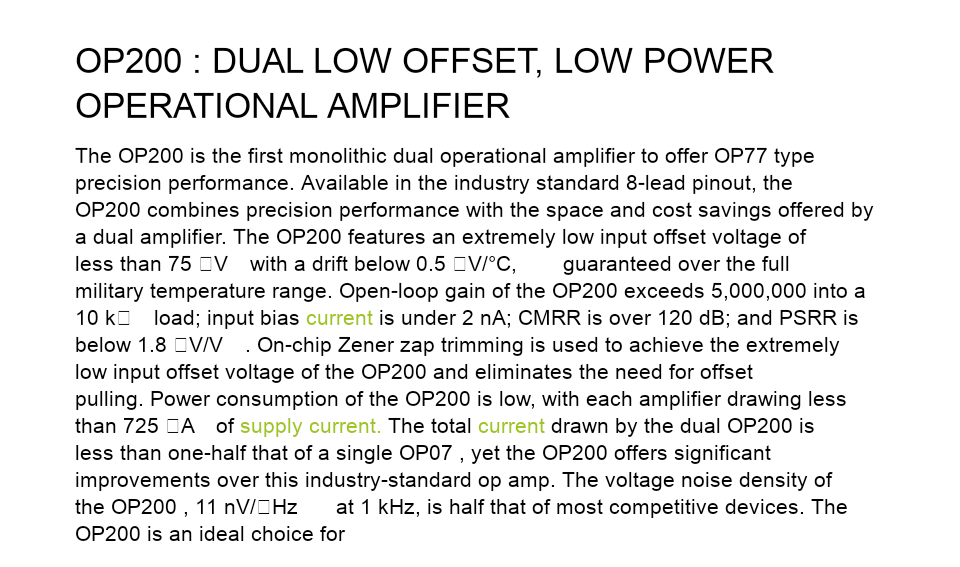 OP200 : DUAL LOW OFFSET, LOW POWER
OPERATIONAL AMPLIFIER
The OP200 is the first monolithic dual operational amplifier to offer OP77 type
precision performance. Available in the industry standard 8-lead pinout, the
OP200 combines precision performance with the space and cost savings offered by
a dual amplifier. The OP200 features an extremely low input offset voltage of
less than 75 □V with a drift below 0.5 □V/°C, guaranteed over the full
military temperature range. Open-loop gain of the OP200 exceeds 5,000,000 into a
10 k□ load; input bias current is under 2 nA; CMRR is over 120 dB; and PSRR is
below 1.8 □V/V . On-chip Zener zap trimming is used to achieve the extremely
low input offset voltage of the OP200 and eliminates the need for offset
pulling. Power consumption of the OP200 is low, with each amplifier drawing less
than 725 □A of supply current. The total current drawn by the dual OP200 is
less than one-half that of a single OP07 , yet the OP200 offers significant
improvements over this industry-standard op amp. The voltage noise density of
the OP200 , 11 nV/□Hz at 1 kHz, is half that of most competitive devices. The
OP200 is an ideal choice for